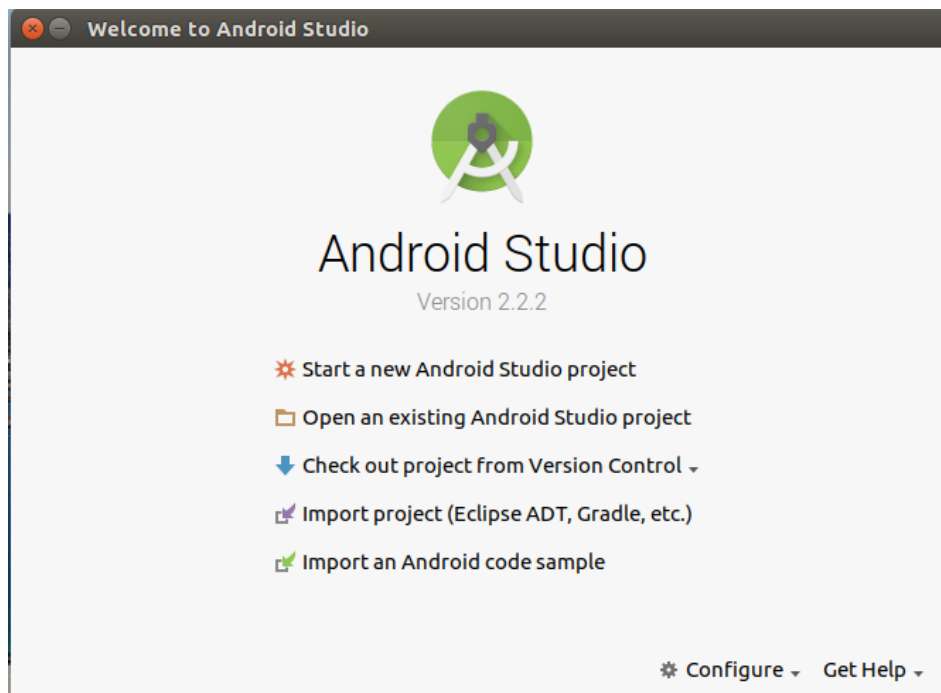 Welcome to Android Studio
Android Studio
Version 2.2.2
Start a new Android Studio project
Open an existing Android Studio project
Check out project from Version Control
Import project (Eclipse ADT, Gradle, etc.)
Import an Android code sample
Configure Get Help